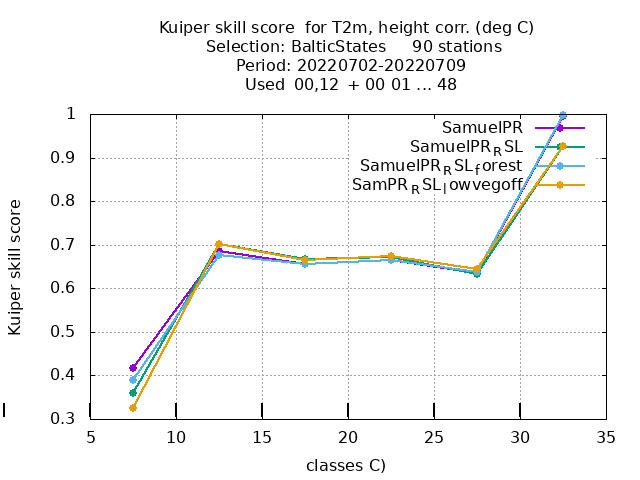 Kuiper skill score  for T2m, height corr. (deg C)
Selection: BalticStates     90 stations
Period: 20220702-20220709
Used  00,12  + 00 01 ... 48
SamuelPR
SamuelPR_RSL
SamuelPR_RSL_forest
SamPR_RSL_lowvegoff
Kuiper skill score
1
0.9
0.8
0.7
0.6
0.5
0.4
0.3
5 10 15 20 25 30 35
classes C)